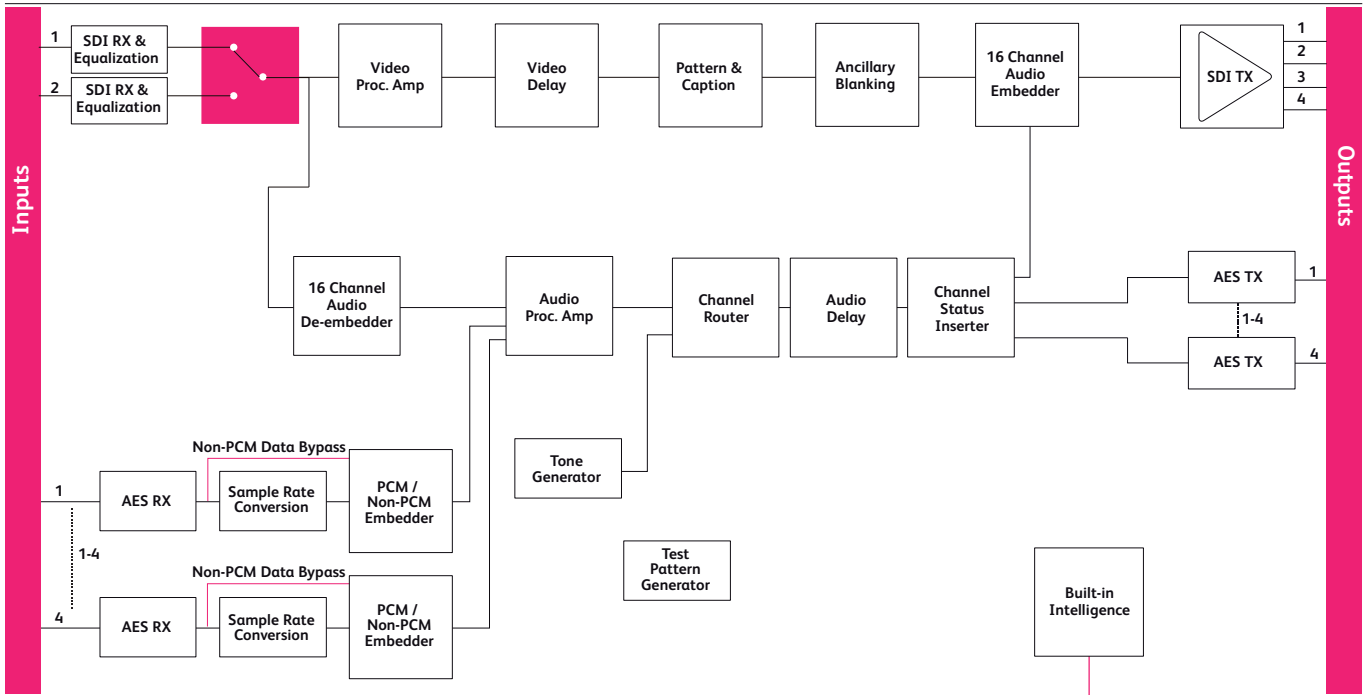 Inputs
1
SDI RX &
Equalization
2
SDI RX &
Equalization
Video
Proc. Amp
Video
Delay
Pattern &
Caption
Ancillary
Blanking
16 Channel
Audio
Embedder
SDI TX
1
2
3
4
Outputs
16 Channel
Audio
De-embedder
Audio
Proc. Amp
Channel
Router
Audio
Delay
Channel
Status
Inserter
AES TX
1
1-4
AES TX
4
Non-PCM Data Bypass
1
AES RX
Sample Rate
Conversion
PCM /
Non-PCM
Embedder
Tone
Generator
1-4
Non-PCM Data Bypass
4
AES RX
Sample Rate
Conversion
PCM /
Non-PCM
Embedder
Test
Pattern
Generator
Built-in
Intelligence